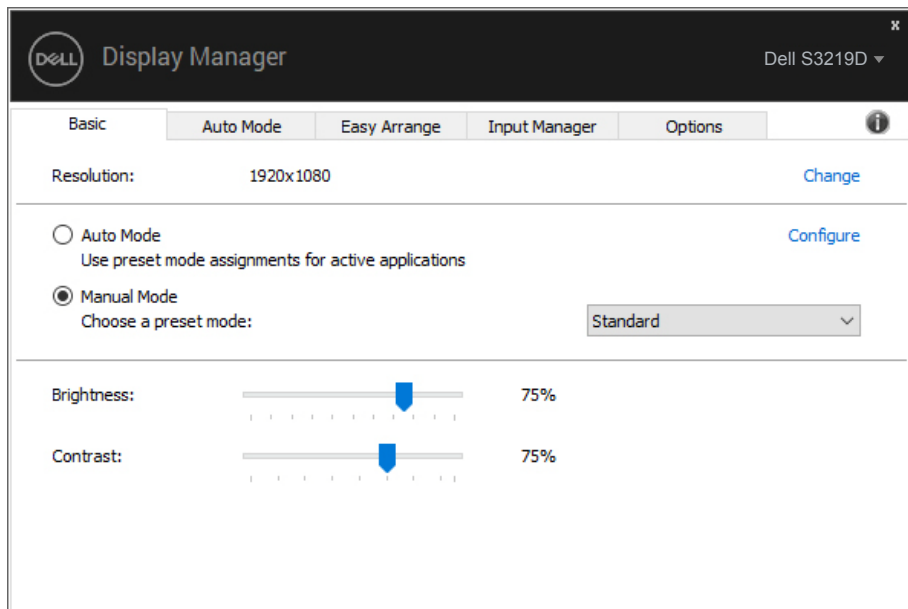 x
DELL Display Manager Dell S3219D
Basic Auto Mode Easy Arrange Input Manager Options i
Resolution: 1920x1080 Change
Auto Mode Configure
Use preset mode assignments for active applications
Manual Mode
Choose a preset mode: Standard
Brightness: 75%
Contrast: 75%